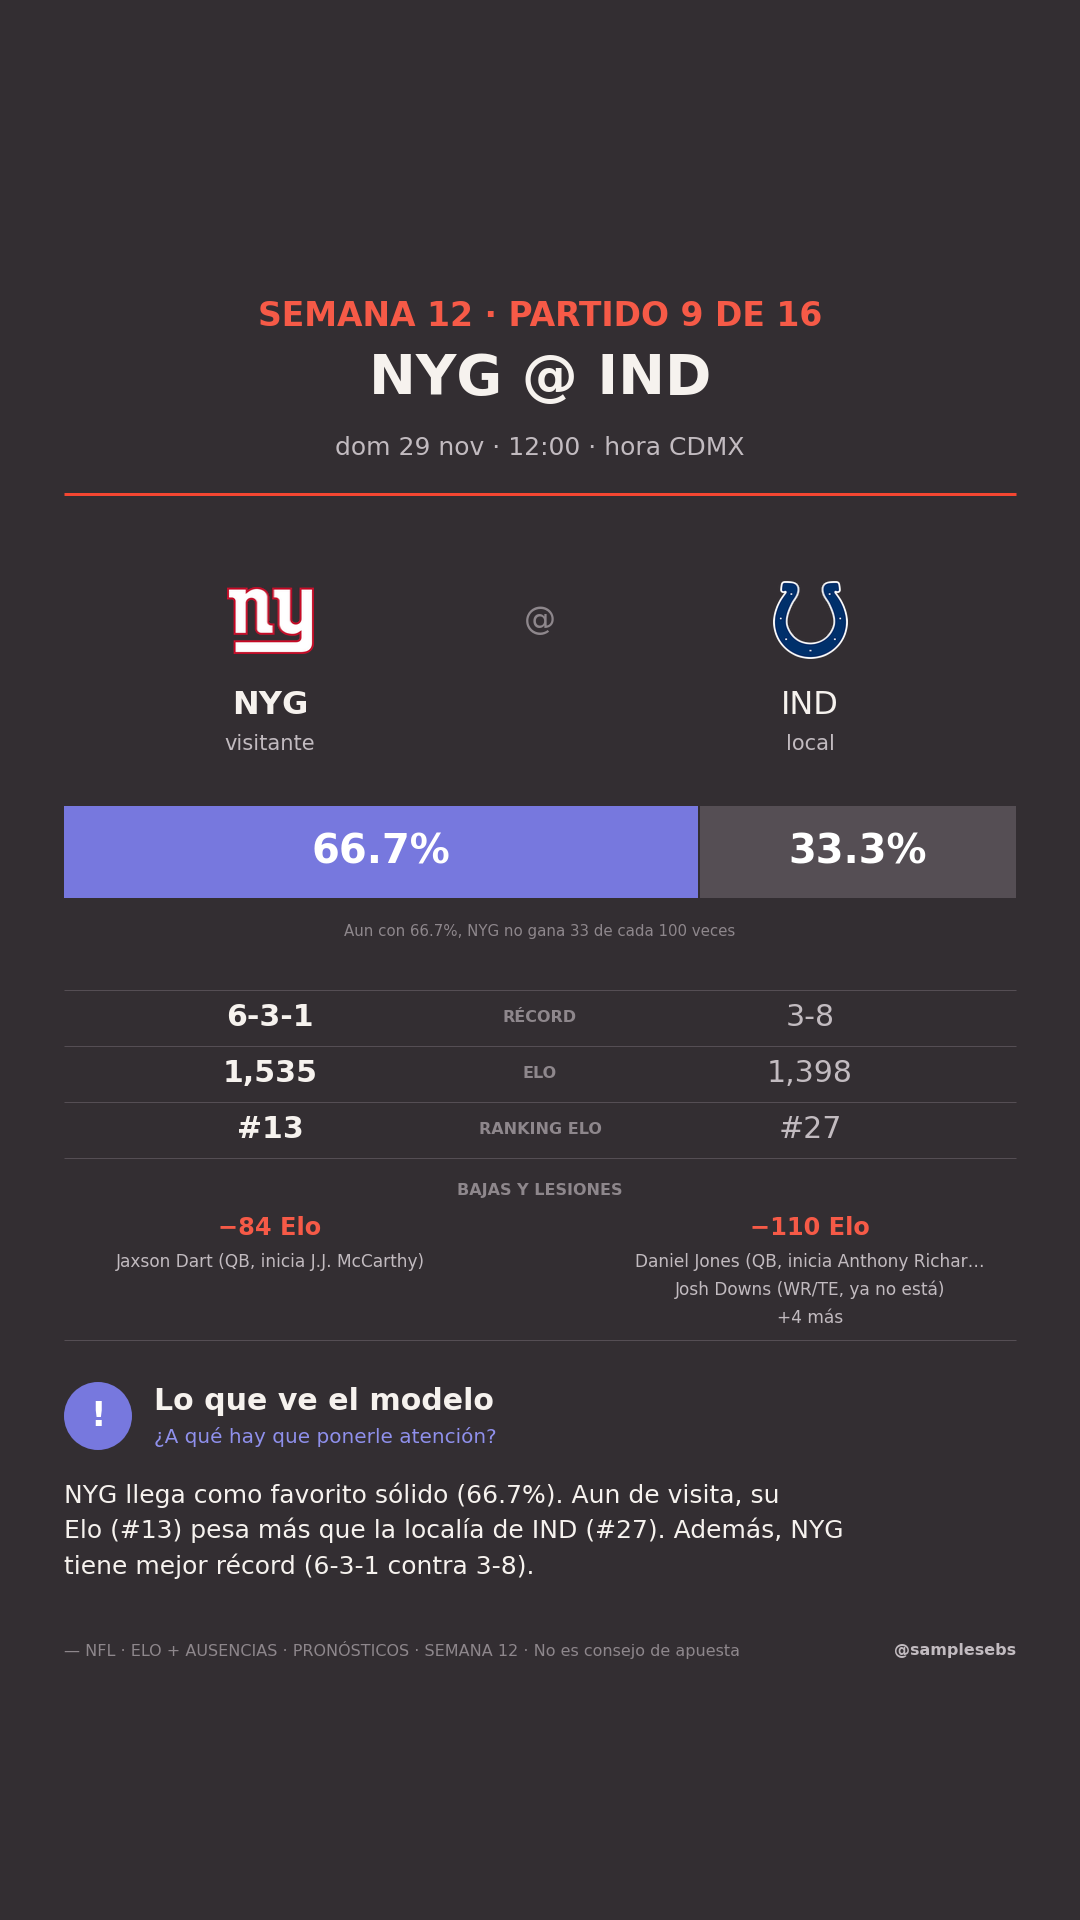 SEMANA 12 · PARTIDO 9 DE 16
NYG @ IND
dom 29 nov · 12:00 · hora CDMX
ny
@
NYG
IND
visitante
local
66.7%
33.3%
Aun con 66.7%, NYG no gana 33 de cada 100 veces
6-3-1 RÉCORD 3-8
1,535 ELO 1,398
#13 RANKING ELO #27
BAJAS Y LESIONES
−84 Elo
−110 Elo
Jaxson Dart (QB, inicia J.J. McCarthy)
Daniel Jones (QB, inicia Anthony Richar…
Josh Downs (WR/TE, ya no está)
+4 más
!
Lo que ve el modelo
¿A qué hay que ponerle atención?
NYG llega como favorito sólido (66.7%). Aun de visita, su
Elo (#13) pesa más que la localía de IND (#27). Además, NYG
tiene mejor récord (6-3-1 contra 3-8).
— NFL · ELO + AUSENCIAS · PRONÓSTICOS · SEMANA 12 · No es consejo de apuesta
@samplesebs